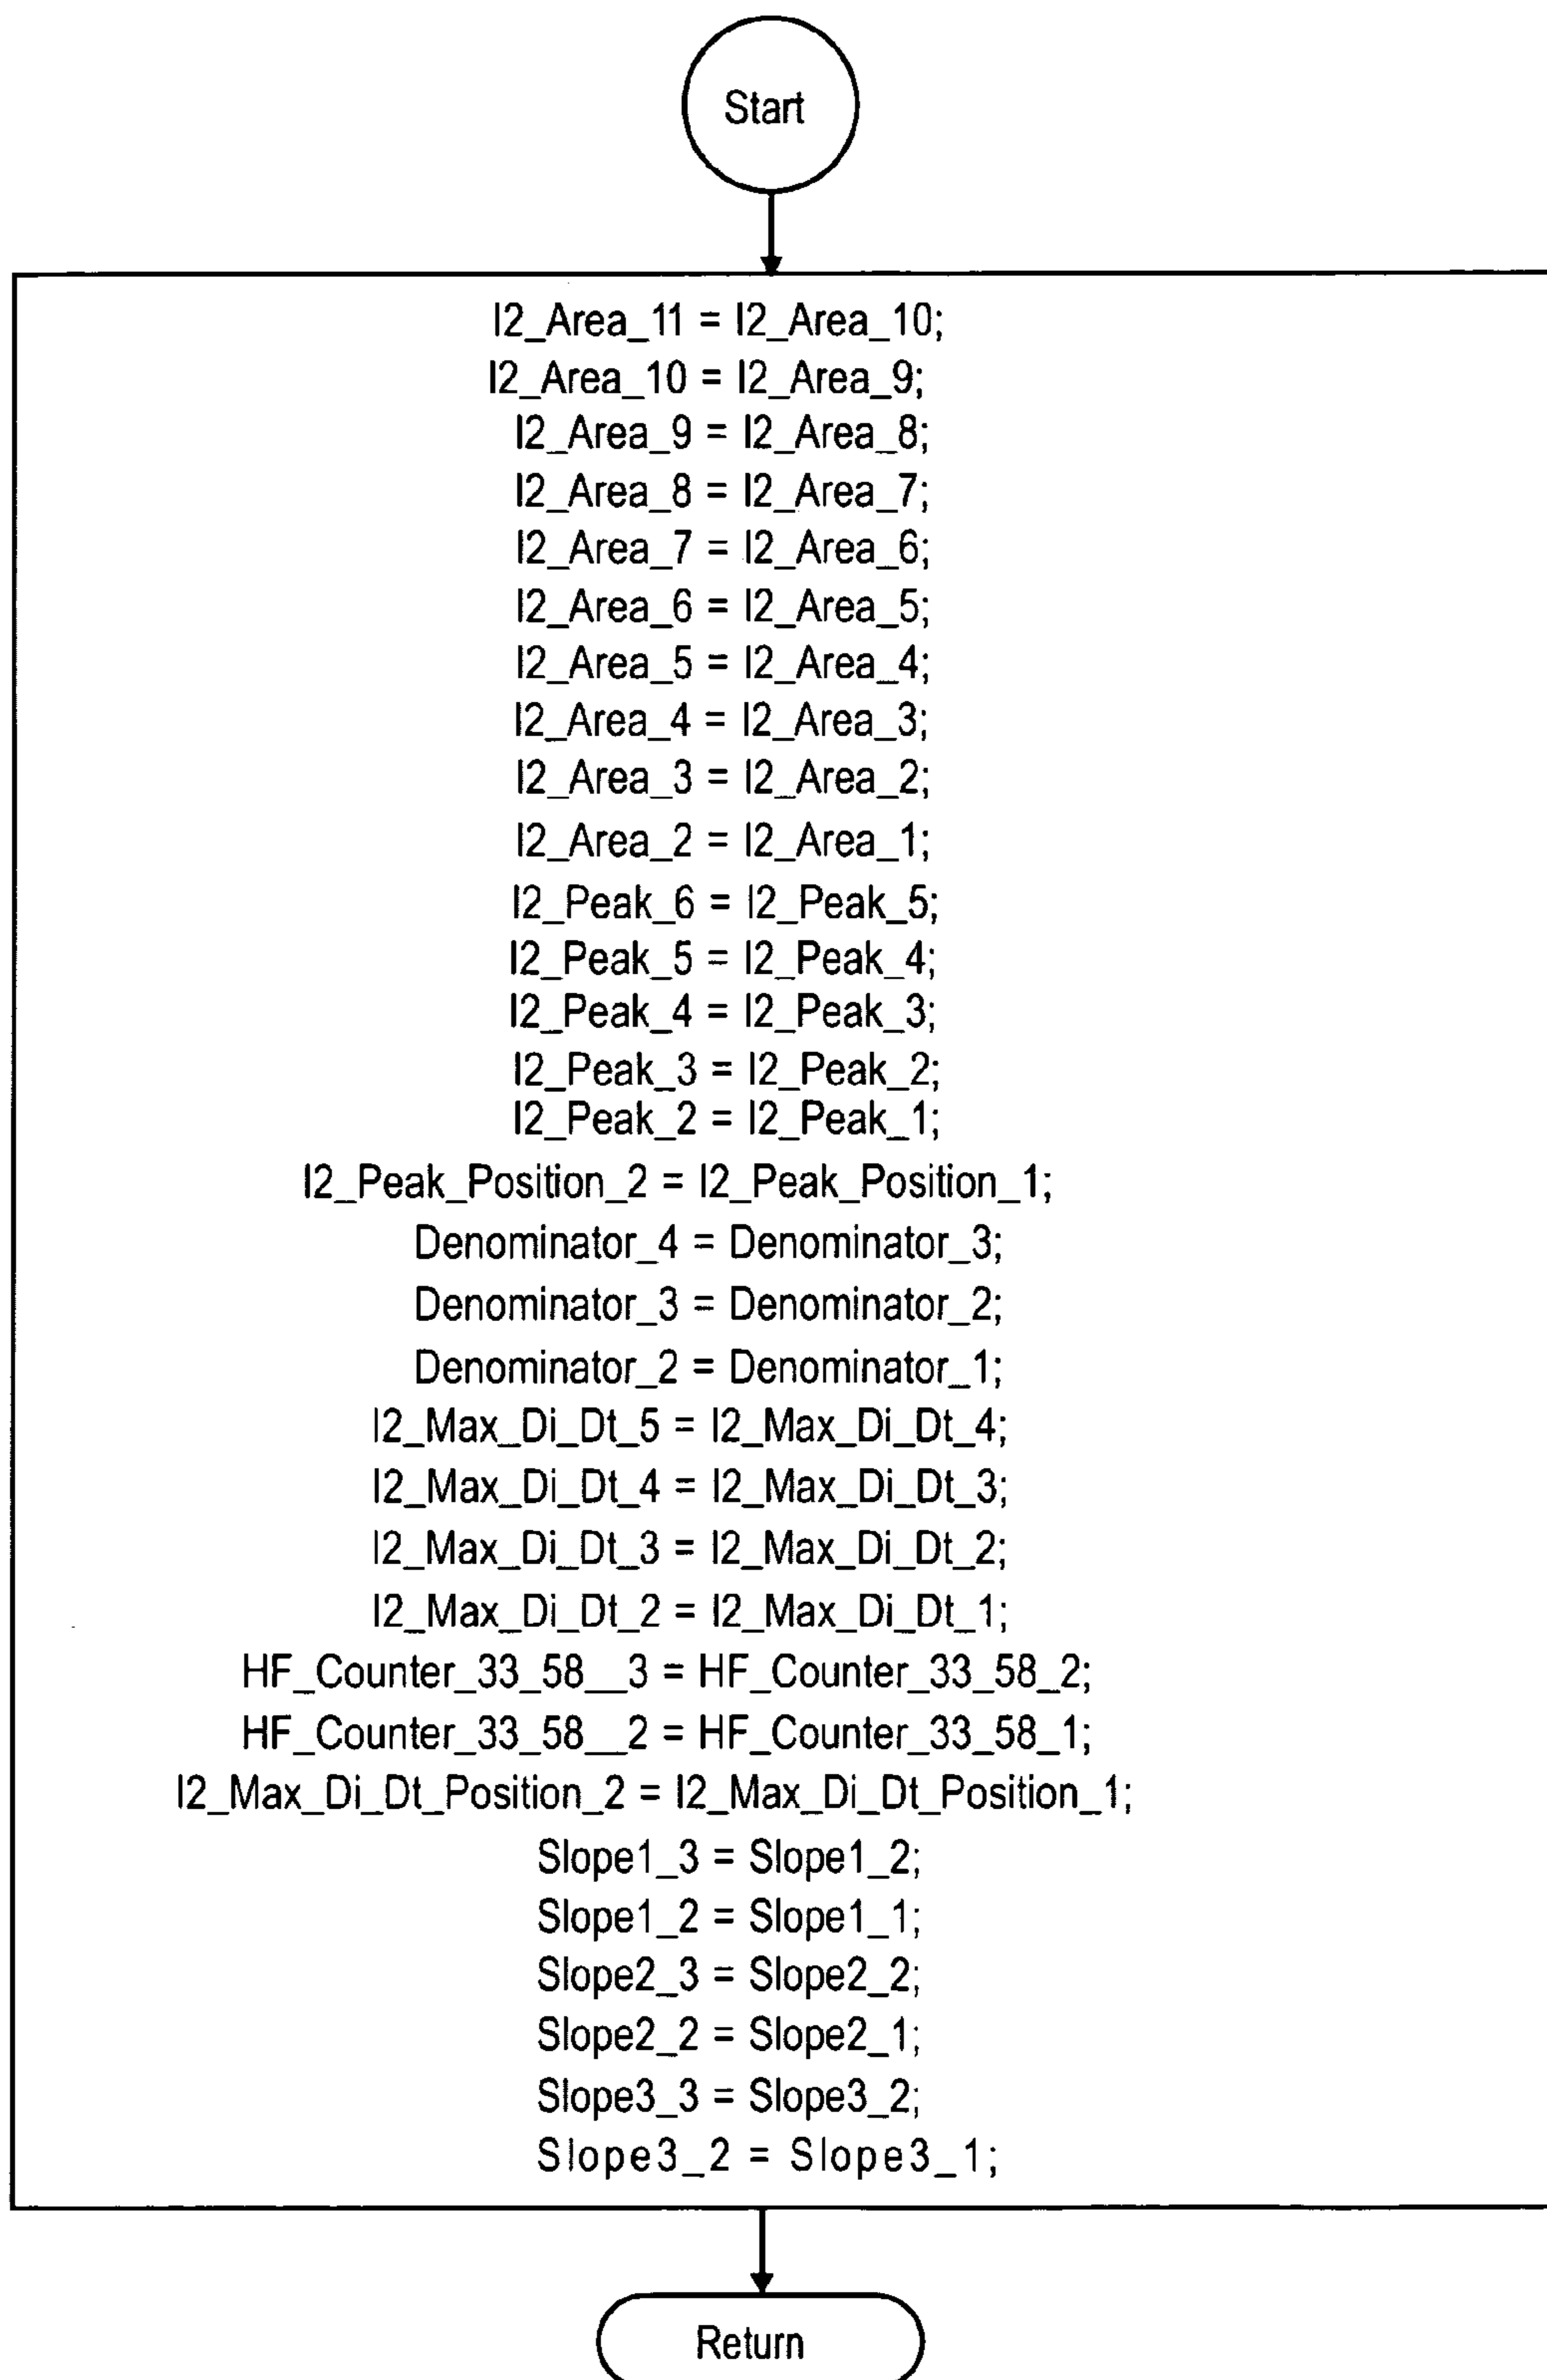 Start
I2_Area_11 = I2_Area_10;
I2_Area_10 = I2_Area_9;
I2_Area_9 = I2_Area_8;
I2_Area_8 = I2_Area_7;
I2_Area_7 = I2_Area_6;
I2_Area_6 = I2_Area_5;
I2_Area_5 = I2_Area_4;
I2_Area_4 = I2_Area_3;
I2_Area_3 = I2_Area_2;
I2_Area_2 = I2_Area_1;
I2_Peak_6 = I2_Peak_5;
I2_Peak_5 = I2_Peak_4;
I2_Peak_4 = I2_Peak_3;
I2_Peak_3 = I2_Peak_2;
I2_Peak_2 = I2_Peak_1;
I2_Peak_Position_2 = I2_Peak_Position_1;
Denominator_4 = Denominator_3;
Denominator_3 = Denominator_2;
Denominator_2 = Denominator_1;
I2_Max_Di_Dt_5 = I2_Max_Di_Dt_4;
I2_Max_Di_Dt_4 = I2_Max_Di_Dt_3;
I2_Max_Di_Dt_3 = I2_Max_Di_Dt_2;
I2_Max_Di_Dt_2 = I2_Max_Di_Dt_1;
HF_Counter_33_58__3 = HF_Counter_33_58_2;
HF_Counter_33_58__2 = HF_Counter_33_58_1;
I2_Max_Di_Dt_Position_2 = I2_Max_Di_Dt_Position_1;
Slope1_3 = Slope1_2;
Slope1_2 = Slope1_1;
Slope2_3 = Slope2_2;
Slope2_2 = Slope2_1;
Slope3_3 = Slope3_2;
Slope3_2 = Slope3_1;
Return